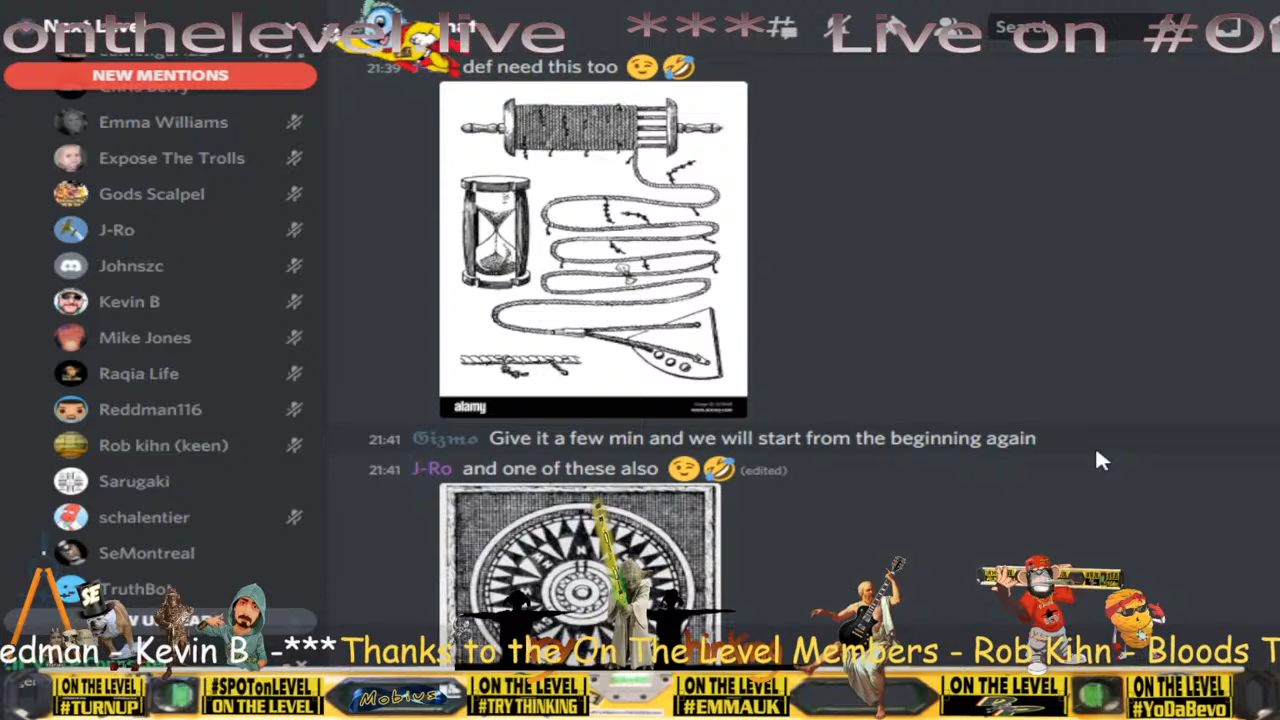 onthelevel live *** Live on #O
Search
NEW MENTIONS
Chris Berry
Emma Williams
Expose The Trolls
Gods Scalpel
J-Ro
Johnszc
Kevin B
Mike Jones
Raqia Life
Reddman116
Rob kihn (keen)
Sarugaki
schalentier
SeMontreal
TruthBot
21:39 def need this too 😉🤣
alamy
21:41 Gizmo Give it a few min and we will start from the beginning again
21:41 J-Ro and one of these also 😉🤣 (edited)
SE
edman - Kevin B -*** Thanks to the On The Level Members - Rob Kihn - Bloods T
ON THE LEVEL
#TURNUP
#SPOTonLEVEL
ON THE LEVEL
Mobius
ON THE LEVEL
#TRY THINKING
ON THE LEVEL
#EMMAUK
ON THE LEVEL
ON THE LEVEL
#YoDaBevo